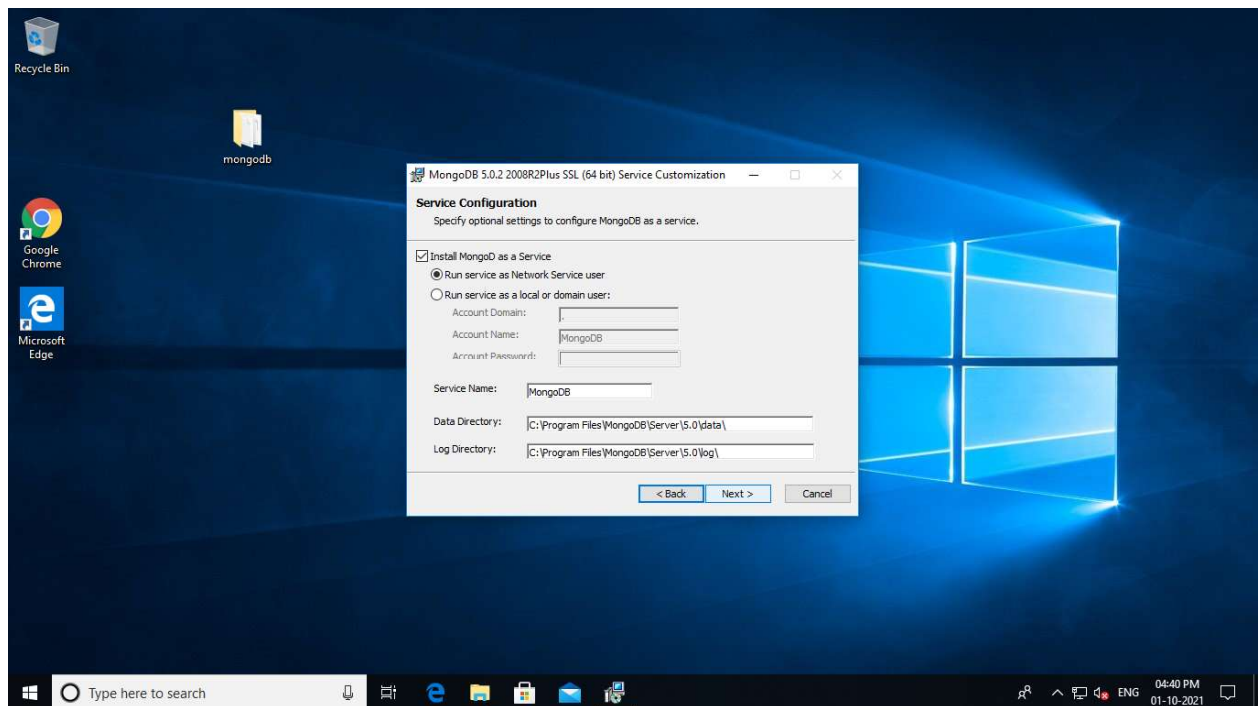 Recycle Bin
mongodb
Google
Chrome
Microsoft
Edge
MongoDB 5.0.2 2008R2Plus SSL (64 bit) Service Customization
Service Configuration
Specify optional settings to configure MongoDB as a service.
Install MongoD as a Service
Run service as Network Service user
Run service as a local or domain user:
Account Domain:
.
Account Name:
MongoDB
Account Password:
Service Name:
MongoDB
Data Directory:
C:\Program Files\MongoDB\Server\5.0\data\
Log Directory:
C:\Program Files\MongoDB\Server\5.0\log\
< Back
Next >
Cancel
Type here to search
ENG
04:40 PM
01-10-2021